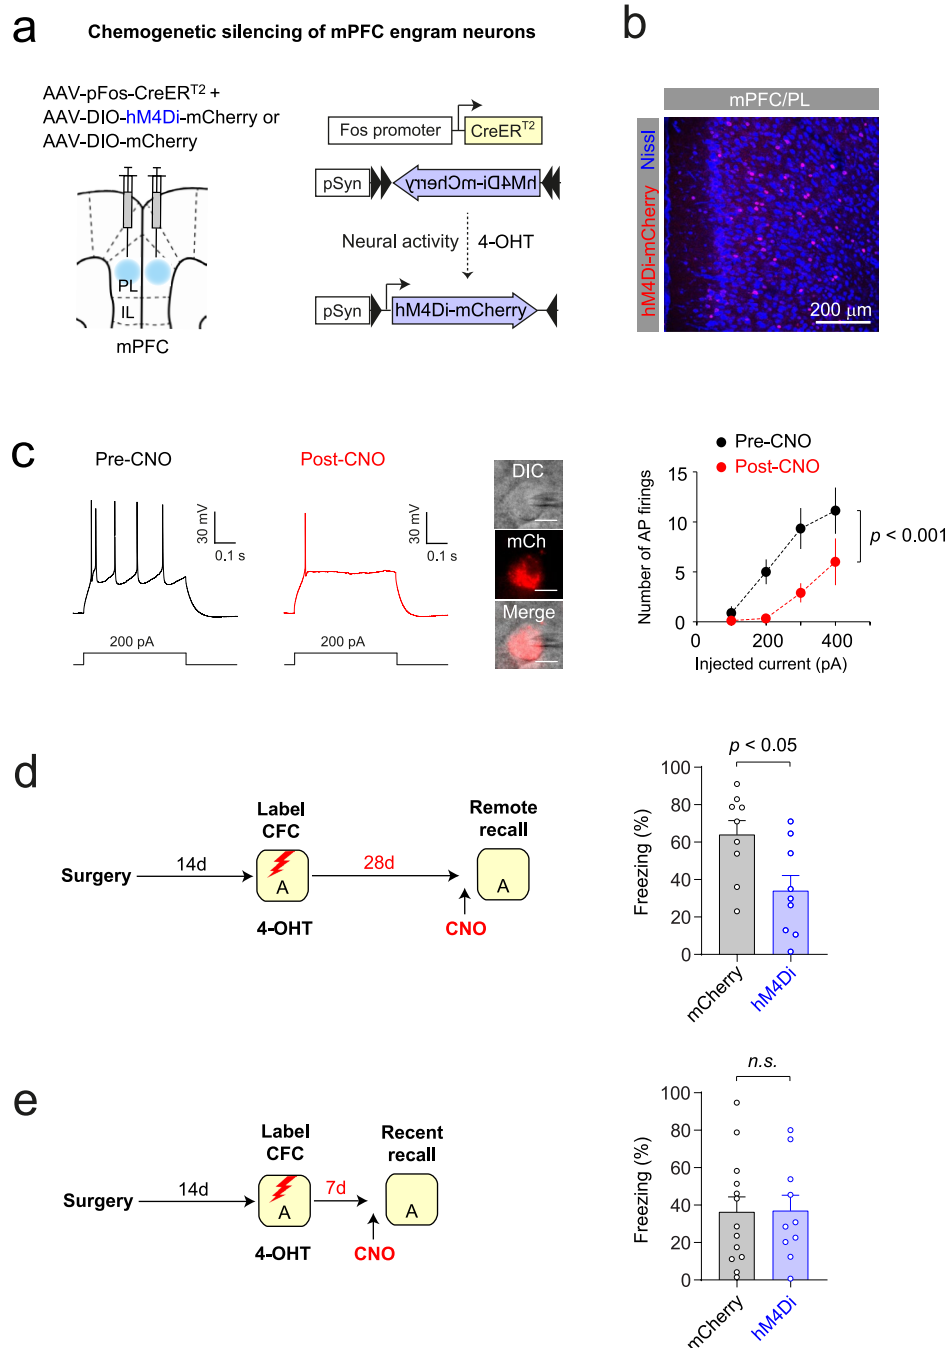 a
Chemogenetic silencing of mPFC engram neurons
AAV-pFos-CreER^T2 +
AAV-DIO-hM4Di-mCherry or
AAV-DIO-mCherry
PL
IL
mPFC
Fos promoter
CreER^T2
pSyn
hM4Di-mCherry
Neural activity
4-OHT
pSyn
hM4Di-mCherry
b
mPFC/PL
hM4Di-mCherry Nissl
200 μm
c
Pre-CNO
30 mV
0.1 s
200 pA
Post-CNO
30 mV
0.1 s
200 pA
DIC
mCh
Merge
Pre-CNO
Post-CNO
Number of AP firings
15
10
5
0
0
200
400
Injected current (pA)
p < 0.001
d
Surgery
14d
Label
CFC
A
4-OHT
28d
CNO
Remote
recall
A
p < 0.05
Freezing (%)
100
80
60
40
20
0
mCherry
hM4Di
e
Surgery
14d
Label
CFC
A
4-OHT
7d
CNO
Recent
recall
A
n.s.
Freezing (%)
100
80
60
40
20
0
mCherry
hM4Di